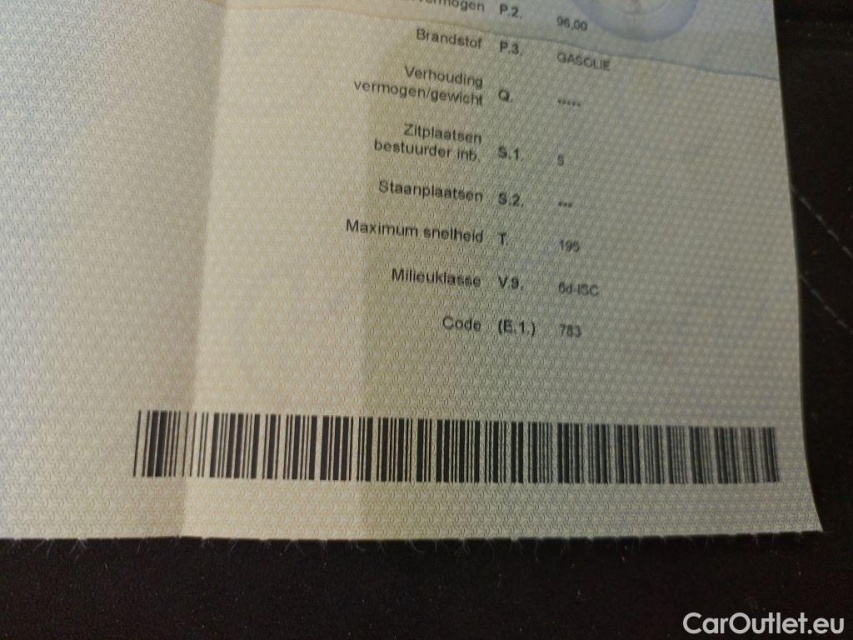 P.2. 96,00
Brandstof P.3. GASOLIE
Verhouding
vermogen/gewicht Q. -----
Zitplaatsen
bestuurder inb. S.1. 5
Staanplaatsen S.2. ---
Maximum snelheid T. 195
Milieuklasse V.9. 6d-ISC
Code (E.1.) 783
CarOutlet.eu